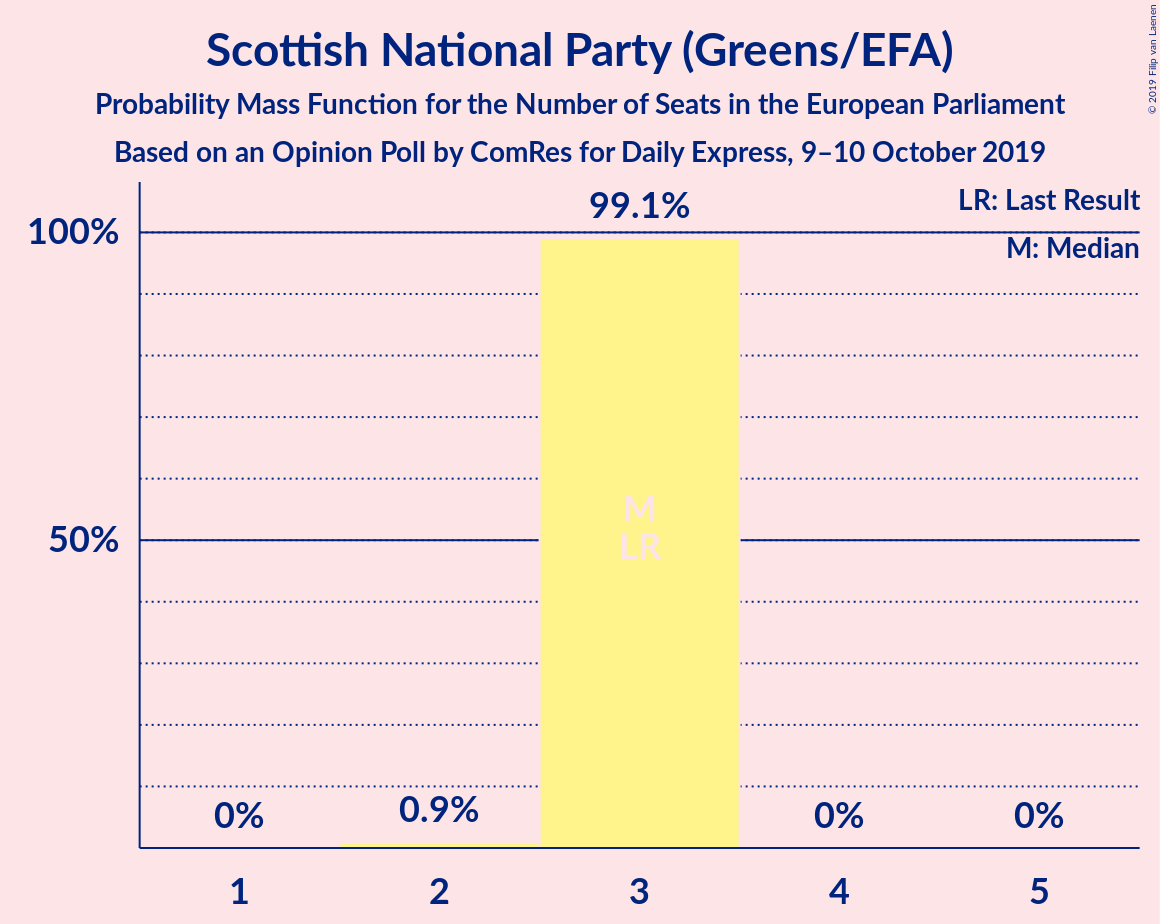 Scottish National Party (Greens/EFA)
Probability Mass Function for the Number of Seats in the European Parliament
Based on an Opinion Poll by ComRes for Daily Express, 9–10 October 2019
© 2019 Filip van Laenen
LR: Last Result
M: Median
100%
50%
99.1%
M
LR
0%
0.9%
0%
0%
1
2
3
4
5